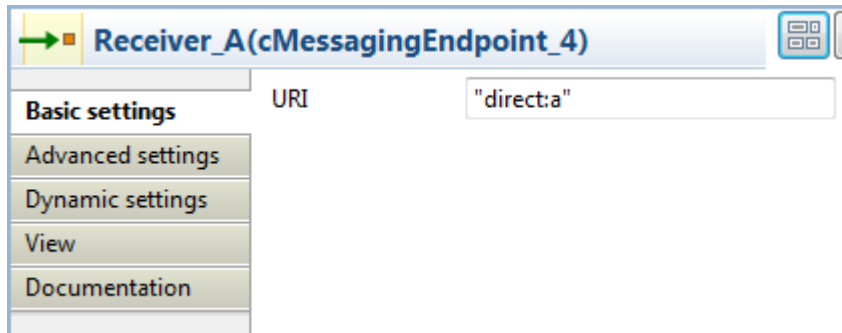 Receiver_A(cMessagingEndpoint_4)
Basic settings
URI
"direct:a"
Advanced settings
Dynamic settings
View
Documentation